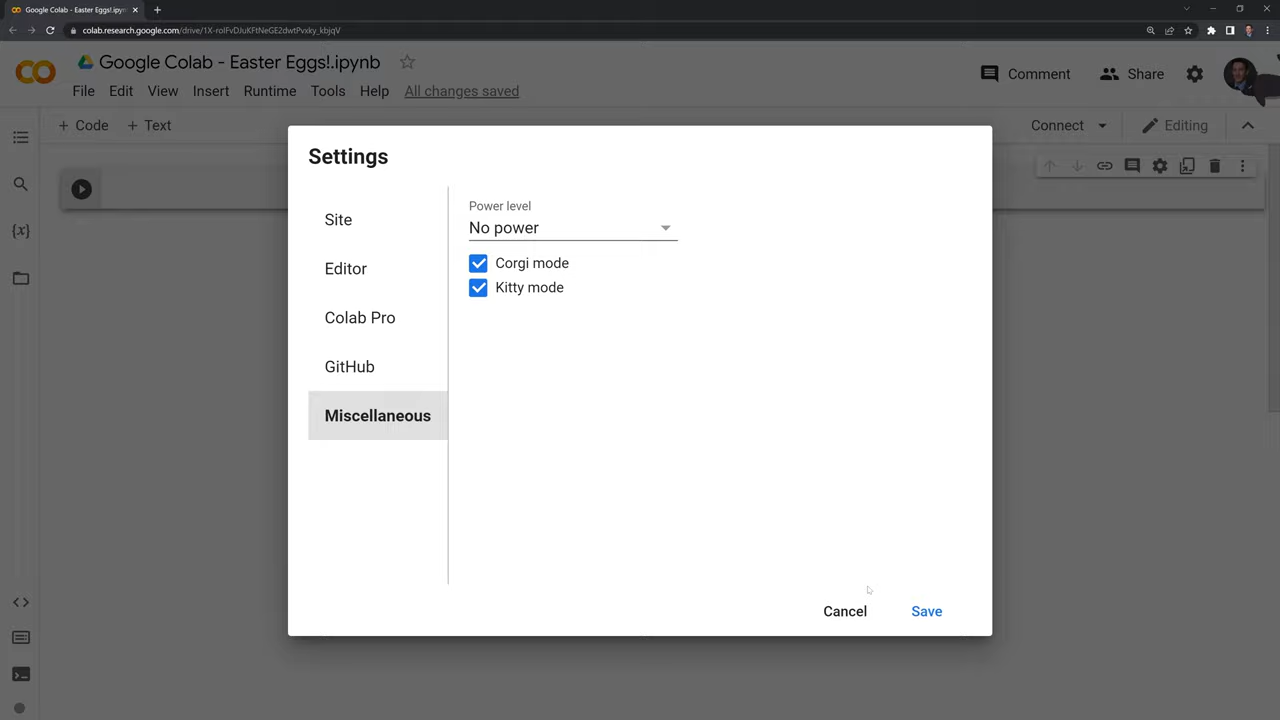 Google Colab - Easter Eggs!.ipyn
colab.research.google.com/drive/1X-rolFvDJuKFtNeGE2dwtPvxky_kbjqV
Google Colab - Easter Eggs!.ipynb
Comment
Share
File Edit View Insert Runtime Tools Help All changes saved
+ Code + Text
Connect
Editing
Settings
Site
Editor
Colab Pro
GitHub
Miscellaneous
Power level
No power
Corgi mode
Kitty mode
Cancel
Save